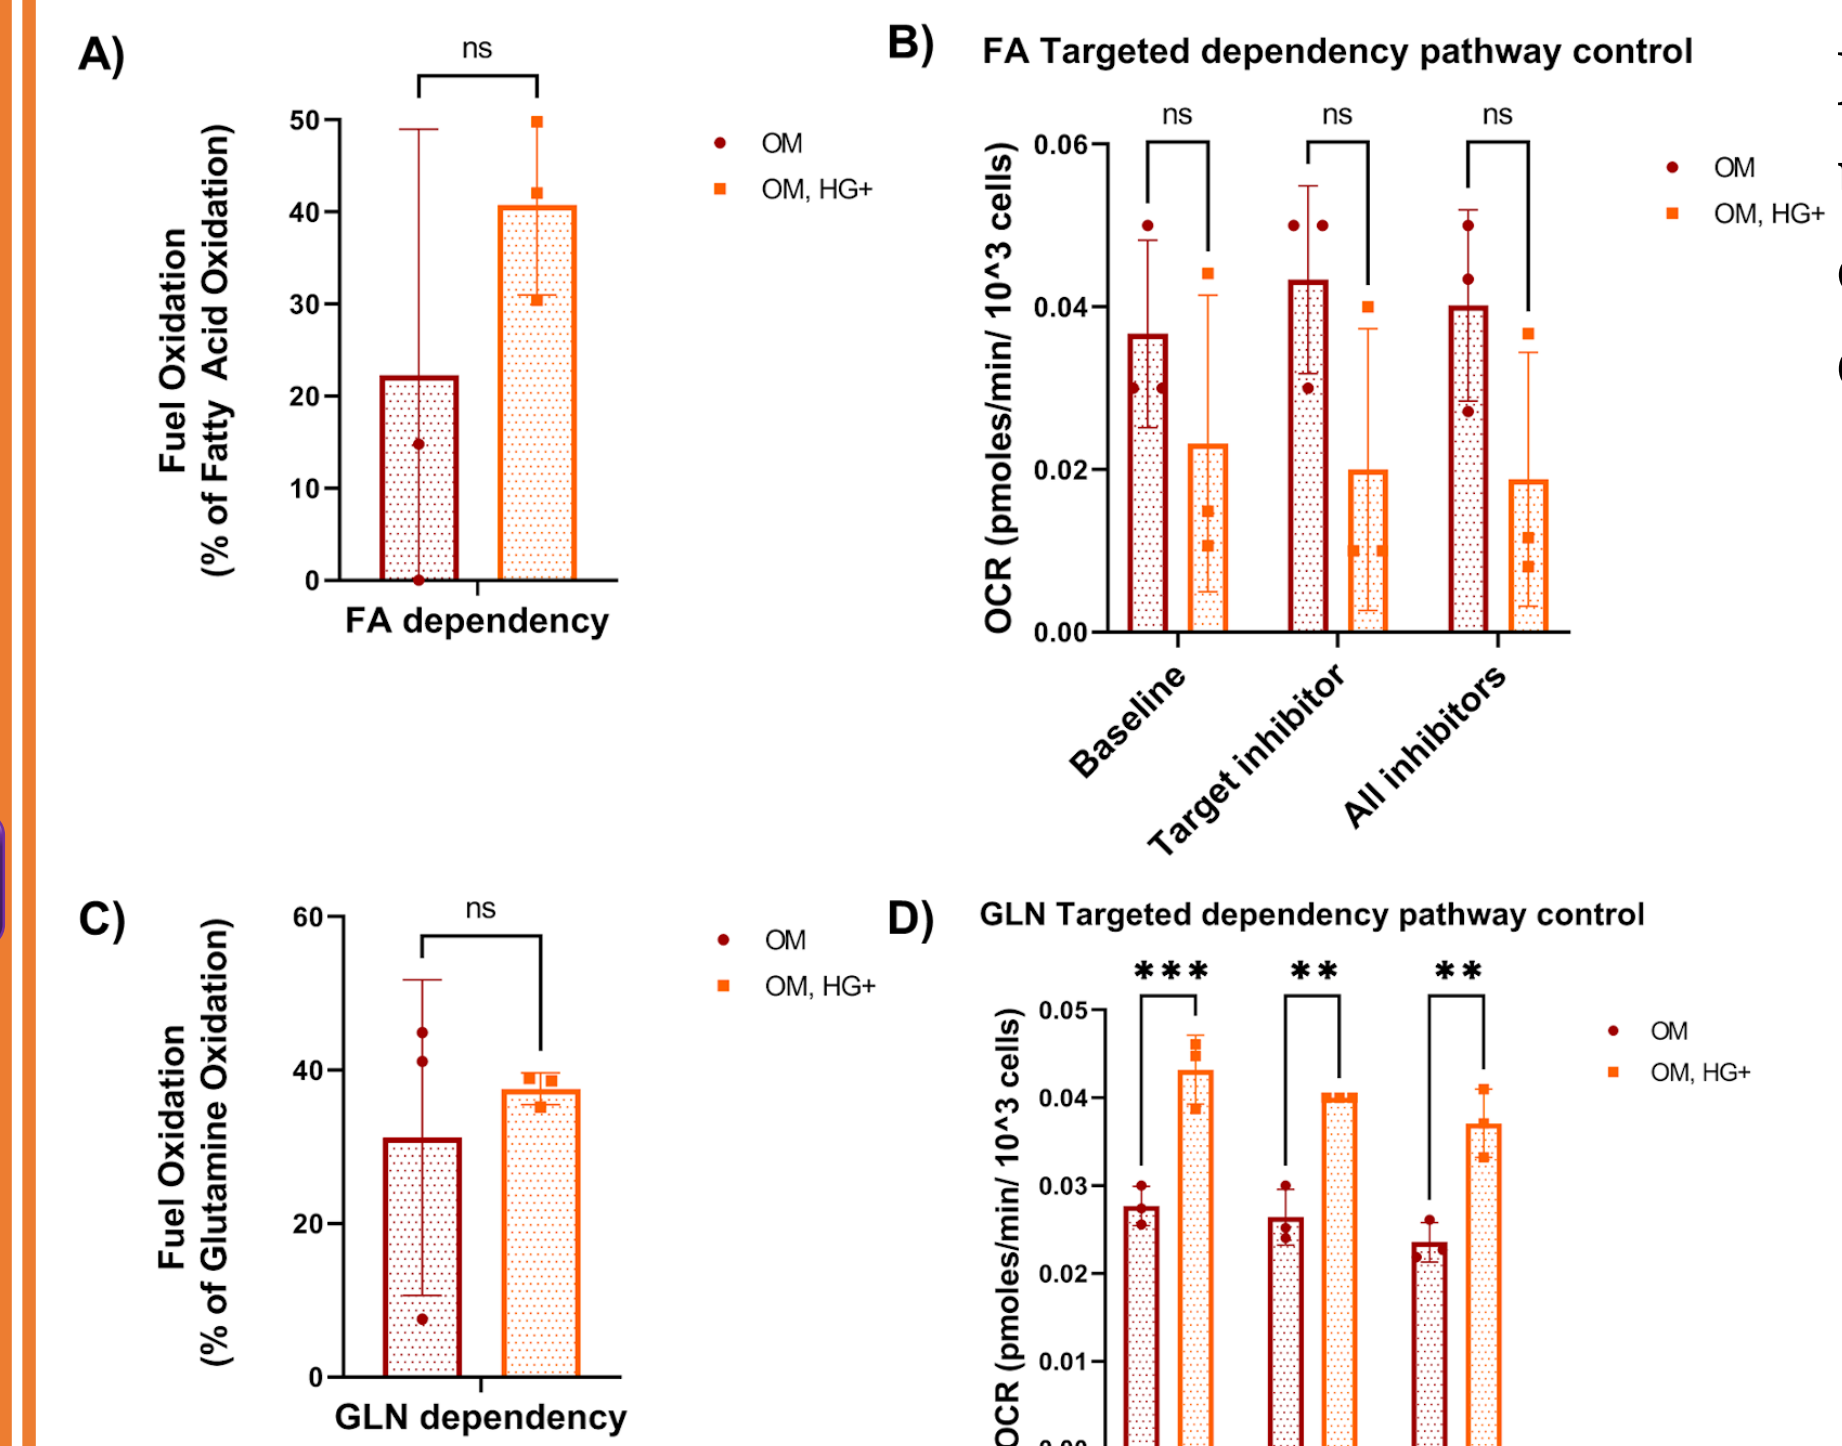 A)
ns
50
40
30
20
10
0
Fuel Oxidation
(% of Fatty Acid Oxidation)
FA dependency
OM
OM, HG+
B)
FA Targeted dependency pathway control
ns
ns
ns
0.06
0.04
0.02
0.00
OCR (pmoles/min/ 10^3 cells)
Baseline
Target inhibitor
All inhibitors
OM
OM, HG+
C)
ns
60
40
20
0
Fuel Oxidation
(% of Glutamine Oxidation)
GLN dependency
OM
OM, HG+
D)
GLN Targeted dependency pathway control
***
**
**
0.05
0.04
0.03
0.02
0.01
0.00
OCR (pmoles/min/ 10^3 cells)
OM
OM, HG+